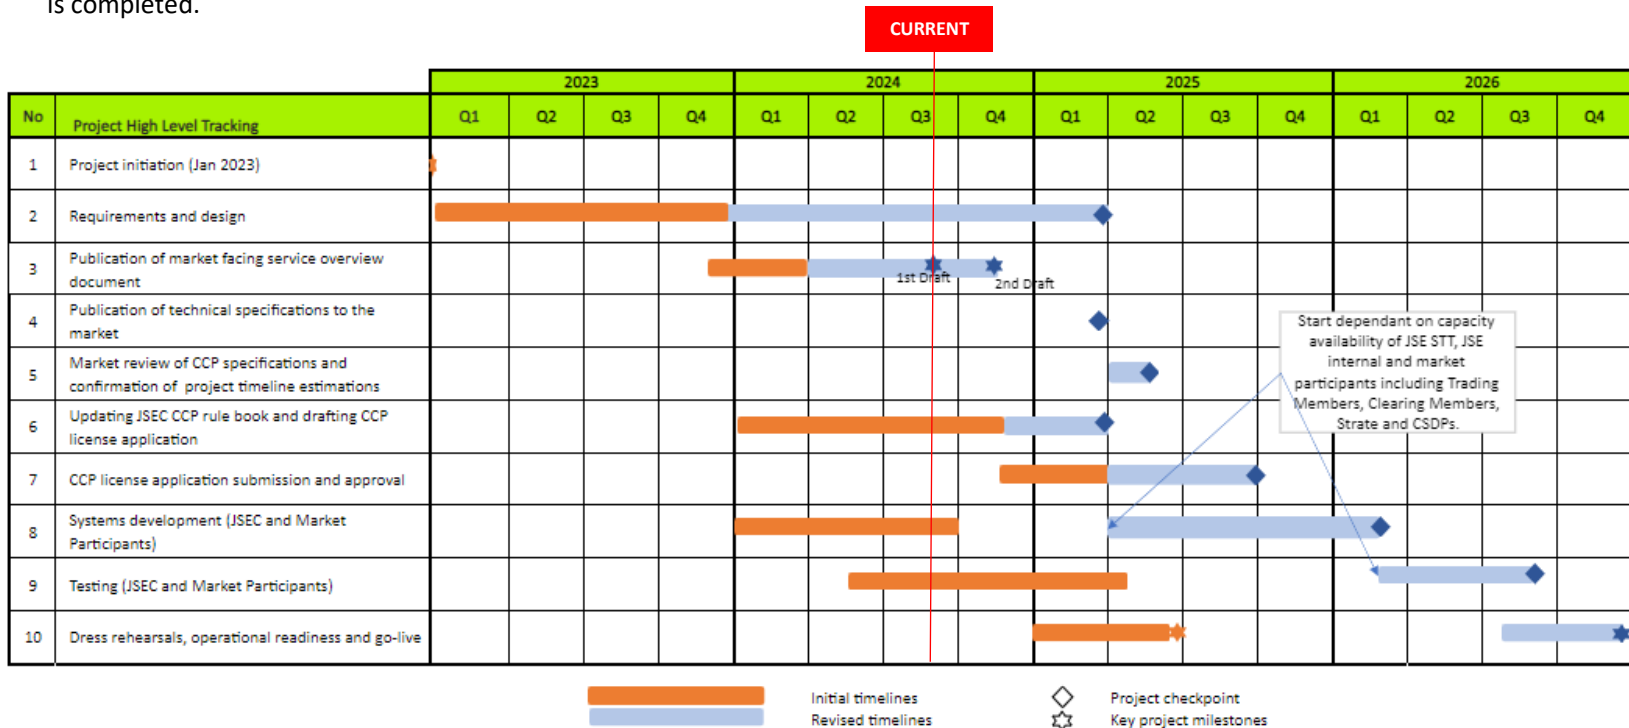 is completed.
CURRENT
2023 2024 2025 2026
No Project High Level Tracking Q1 Q2 Q3 Q4 Q1 Q2 Q3 Q4 Q1 Q2 Q3 Q4 Q1 Q2 Q3 Q4
1 Project initiation (Jan 2023)
2 Requirements and design
3 Publication of market facing service overview
document
1st Draft
2nd Draft
4 Publication of technical specifications to the
market
Start dependant on capacity
availability of JSE STT, JSE
internal and market
participants including Trading
Members, Clearing Members,
Strate and CSDPs.
5 Market review of CCP specifications and
confirmation of project timeline estimations
6 Updating JSEC CCP rule book and drafting CCP
license application
7 CCP license application submission and approval
8 Systems development (JSEC and Market
Participants)
9 Testing (JSEC and Market Participants)
10 Dress rehearsals, operational readiness and go-live
Initial timelines Project checkpoint
Revised timelines Key project milestones